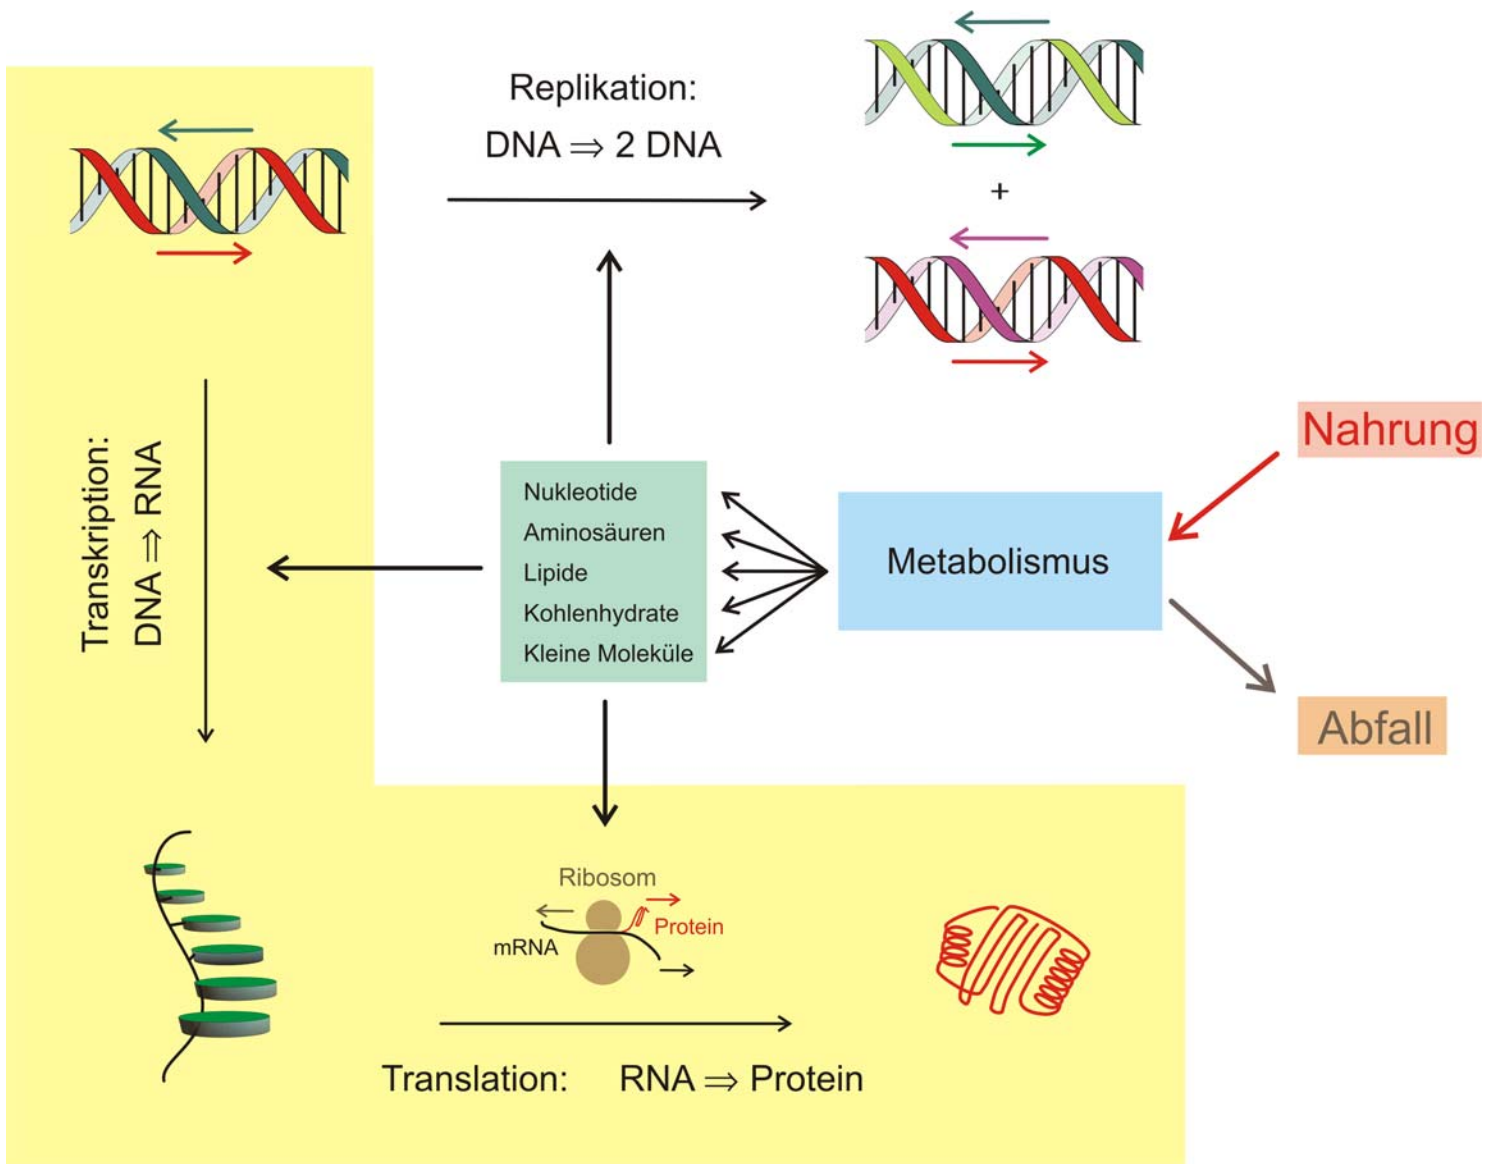 Replikation:
DNA ⇒ 2 DNA
+
Nahrung
Transkription:
DNA ⇒ RNA
Nukleotide
Aminosäuren
Lipide
Kohlenhydrate
Kleine Moleküle
Metabolismus
Abfall
Ribosom
Protein
mRNA
Translation: RNA ⇒ Protein